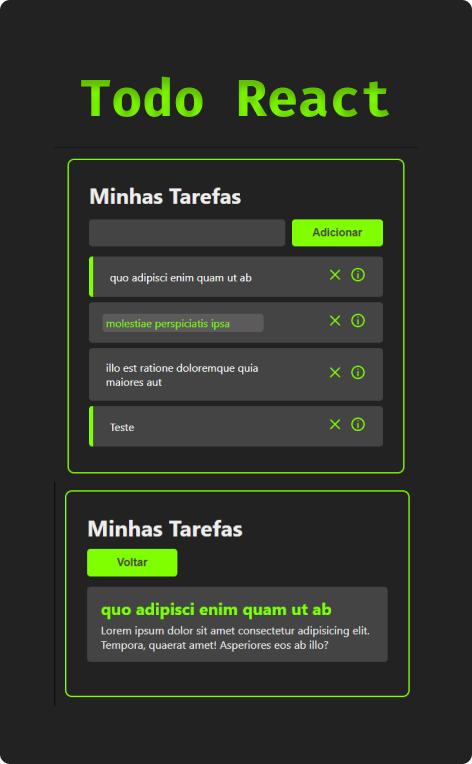 Todo React
Minhas Tarefas
Adicionar
quo adipisci enim quam ut ab
molestiae perspiciatis ipsa
illo est ratione doloremque quia
maiores aut
Teste
Minhas Tarefas
Voltar
quo adipisci enim quam ut ab
Lorem ipsum dolor sit amet consectetur adipisicing elit.
Tempora, quaerat amet! Asperiores eos ab illo?